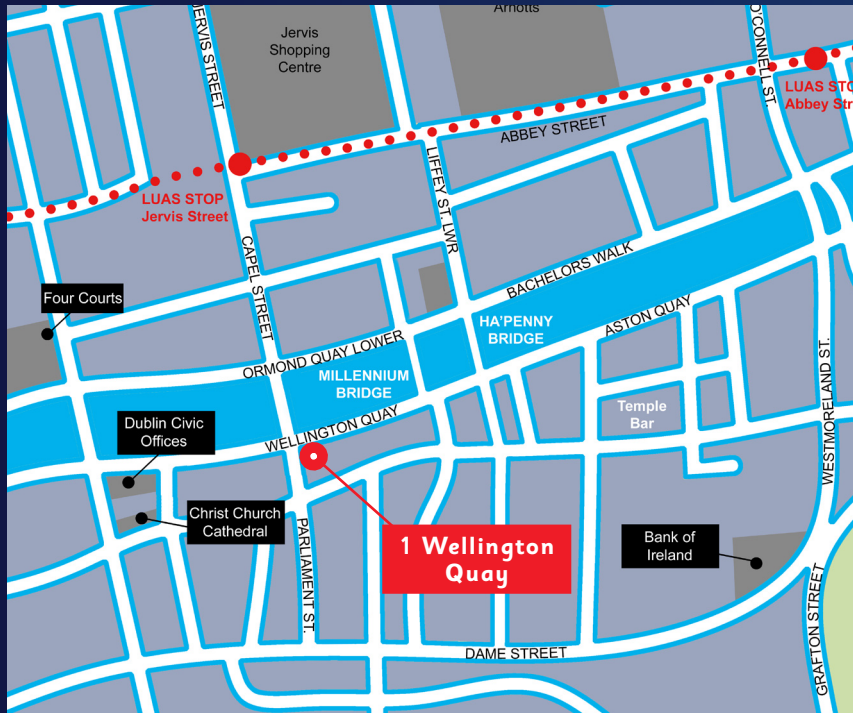 Arnotts
JERVIS STREET
Jervis
Shopping
Centre
O'CONNELL ST.
LUAS STO
Abbey Str
ABBEY STREET
LIFFEY ST. LWR
LUAS STOP
Jervis Street
CAPEL STREET
BACHELORS WALK
Four Courts
ORMOND QUAY LOWER
HA'PENNY
BRIDGE
ASTON QUAY
MILLENNIUM
BRIDGE
WELLINGTON QUAY
Temple
Bar
WESTMORELAND ST.
Dublin Civic
Offices
Christ Church
Cathedral
PARLIAMENT ST.
1 Wellington
Quay
Bank of
Ireland
DAME STREET
GRAFTON STREET